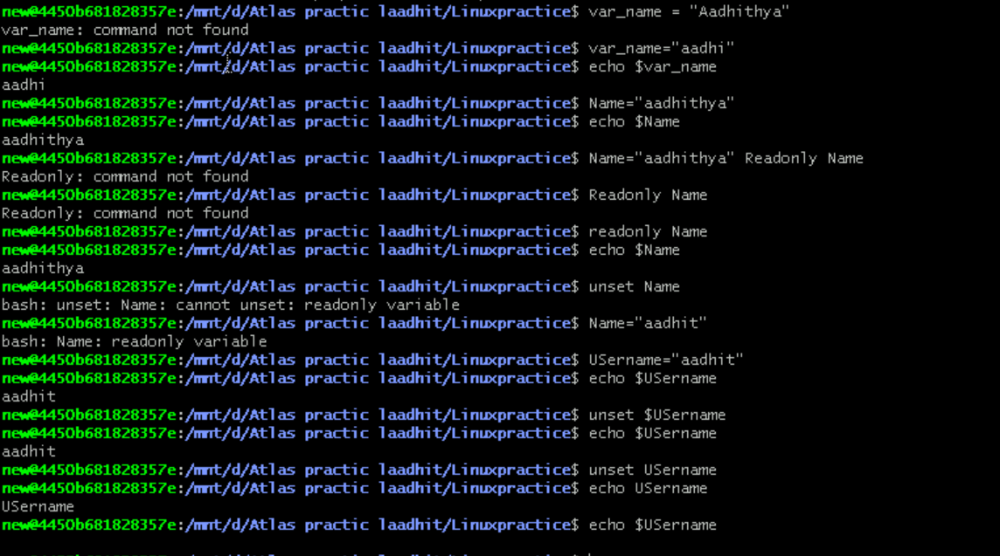 new@4450b681828357e:/mnt/d/Atlas practic laadhit/Linuxpractice$ var_name = "Aadhithya"
var_name: command not found
new@4450b681828357e:/mnt/d/Atlas practic laadhit/Linuxpractice$ var_name="aadhi"
new@4450b681828357e:/mnt/d/Atlas practic laadhit/Linuxpractice$ echo $var_name
aadhi
new@4450b681828357e:/mnt/d/Atlas practic laadhit/Linuxpractice$ Name="aadhithya"
new@4450b681828357e:/mnt/d/Atlas practic laadhit/Linuxpractice$ echo $Name
aadhithya
new@4450b681828357e:/mnt/d/Atlas practic laadhit/Linuxpractice$ Name="aadhithya" Readonly Name
Readonly: command not found
new@4450b681828357e:/mnt/d/Atlas practic laadhit/Linuxpractice$ Readonly Name
Readonly: command not found
new@4450b681828357e:/mnt/d/Atlas practic laadhit/Linuxpractice$ readonly Name
new@4450b681828357e:/mnt/d/Atlas practic laadhit/Linuxpractice$ echo $Name
aadhithya
new@4450b681828357e:/mnt/d/Atlas practic laadhit/Linuxpractice$ unset Name
bash: unset: Name: cannot unset: readonly variable
new@4450b681828357e:/mnt/d/Atlas practic laadhit/Linuxpractice$ Name="aadhit"
bash: Name: readonly variable
new@4450b681828357e:/mnt/d/Atlas practic laadhit/Linuxpractice$ USername="aadhit"
new@4450b681828357e:/mnt/d/Atlas practic laadhit/Linuxpractice$ echo $USername
aadhit
new@4450b681828357e:/mnt/d/Atlas practic laadhit/Linuxpractice$ unset $USername
new@4450b681828357e:/mnt/d/Atlas practic laadhit/Linuxpractice$ echo $USername
aadhit
new@4450b681828357e:/mnt/d/Atlas practic laadhit/Linuxpractice$ unset USername
new@4450b681828357e:/mnt/d/Atlas practic laadhit/Linuxpractice$ echo USername
USername
new@4450b681828357e:/mnt/d/Atlas practic laadhit/Linuxpractice$ echo $USername